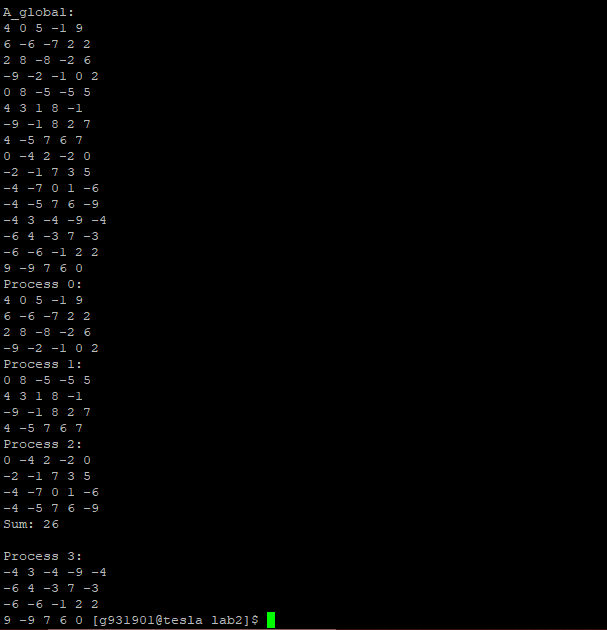 A_global:
4 0 5 -1 9
6 -6 -7 2 2
2 8 -8 -2 6
-9 -2 -1 0 2
0 8 -5 -5 5
4 3 1 8 -1
-9 -1 8 2 7
4 -5 7 6 7
0 -4 2 -2 0
-2 -1 7 3 5
-4 -7 0 1 -6
-4 -5 7 6 -9
-4 3 -4 -9 -4
-6 4 -3 7 -3
-6 -6 -1 2 2
9 -9 7 6 0
Process 0:
4 0 5 -1 9
6 -6 -7 2 2
2 8 -8 -2 6
-9 -2 -1 0 2
Process 1:
0 8 -5 -5 5
4 3 1 8 -1
-9 -1 8 2 7
4 -5 7 6 7
Process 2:
0 -4 2 -2 0
-2 -1 7 3 5
-4 -7 0 1 -6
-4 -5 7 6 -9
Sum: 26
Process 3:
-4 3 -4 -9 -4
-6 4 -3 7 -3
-6 -6 -1 2 2
9 -9 7 6 0 [g931901@tesla lab2]$